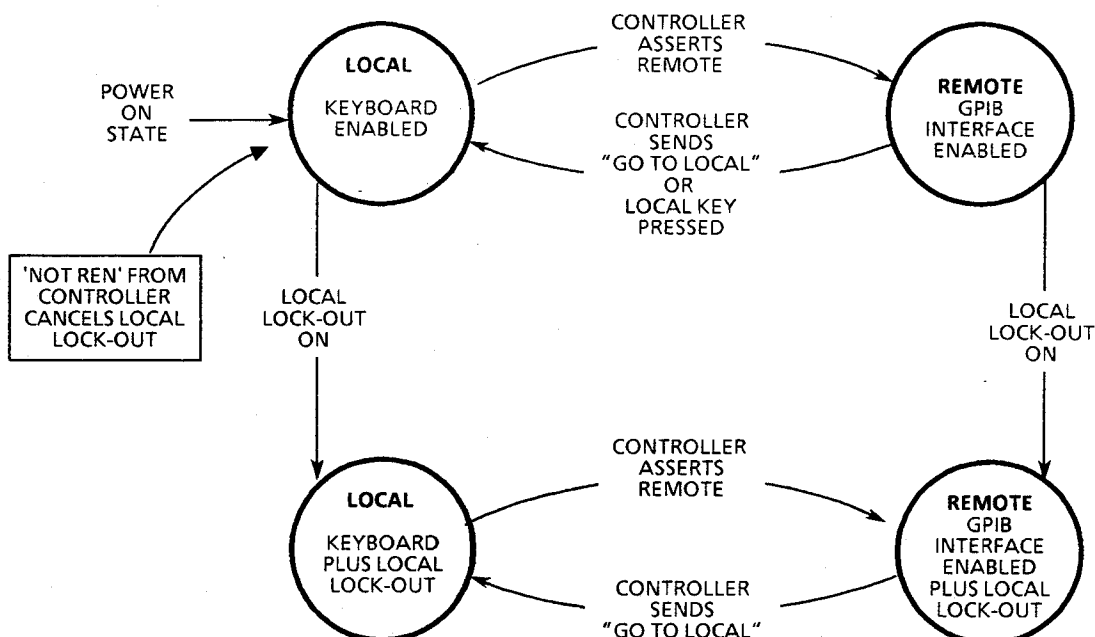 CONTROLLER
ASSERTS
REMOTE
LOCAL
KEYBOARD
ENABLED
POWER
ON
STATE
REMOTE
GPIB
INTERFACE
ENABLED
CONTROLLER
SENDS
"GO TO LOCAL"
OR
LOCAL KEY
PRESSED
'NOT REN' FROM
CONTROLLER
CANCELS LOCAL
LOCK-OUT
LOCAL
LOCK-OUT
ON
LOCAL
LOCK-OUT
ON
CONTROLLER
ASSERTS
REMOTE
LOCAL
KEYBOARD
PLUS LOCAL
LOCK-OUT
REMOTE
GPIB
INTERFACE
ENABLED
PLUS LOCAL
LOCK-OUT
CONTROLLER
SENDS
"GO TO LOCAL"